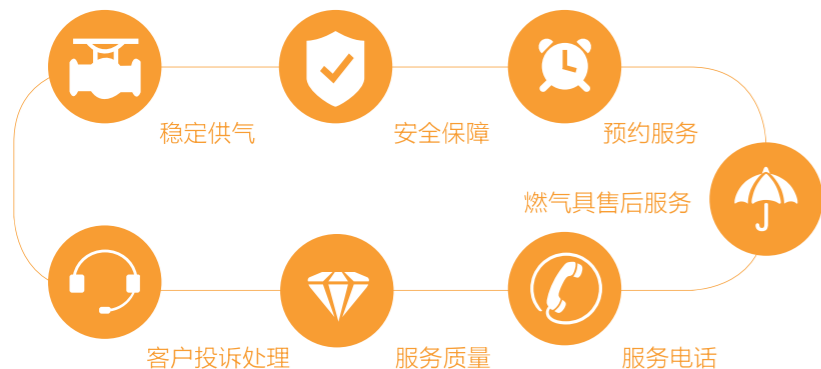 稳定供气
安全保障
预约服务
燃气具售后服务
客户投诉处理
服务质量
服务电话